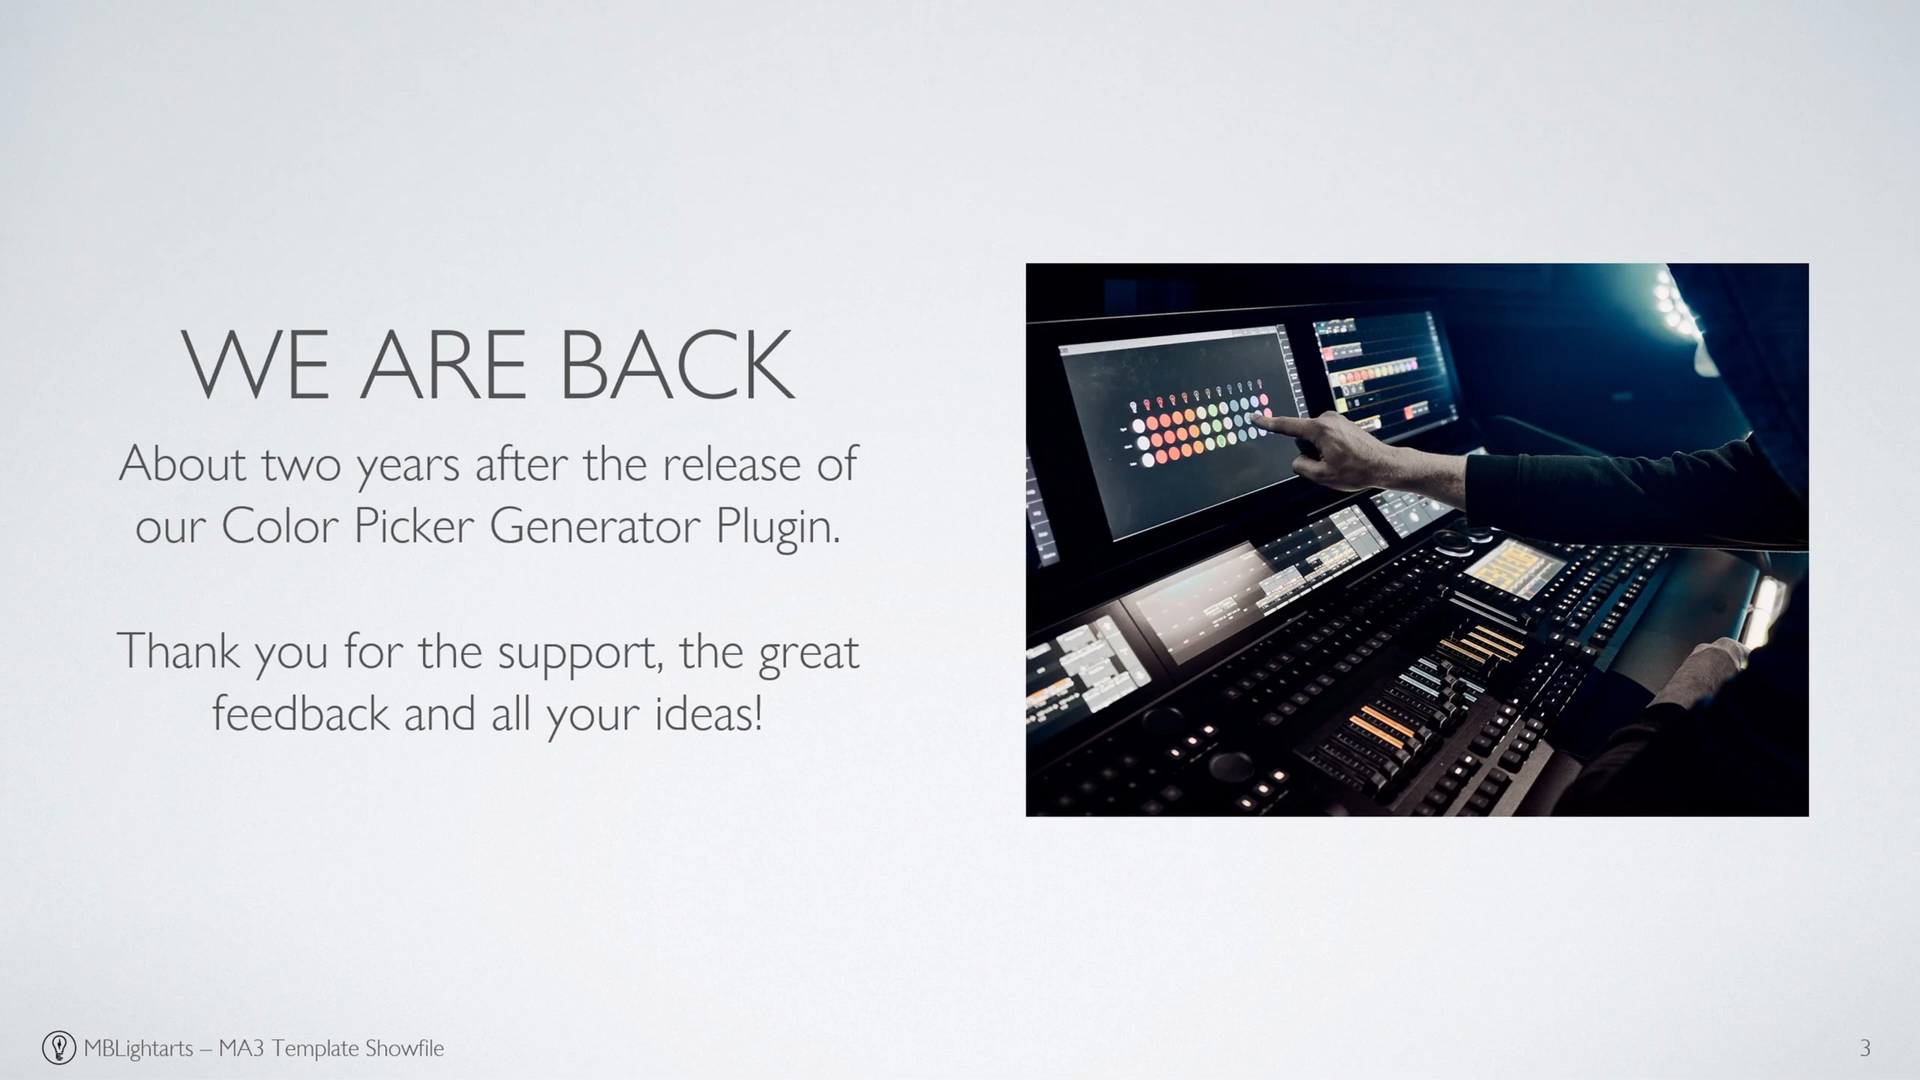 WE ARE BACK
About two years after the release of
our Color Picker Generator Plugin.
Thank you for the support, the great
feedback and all your ideas!
MBLightarts – MA3 Template Showfile
3